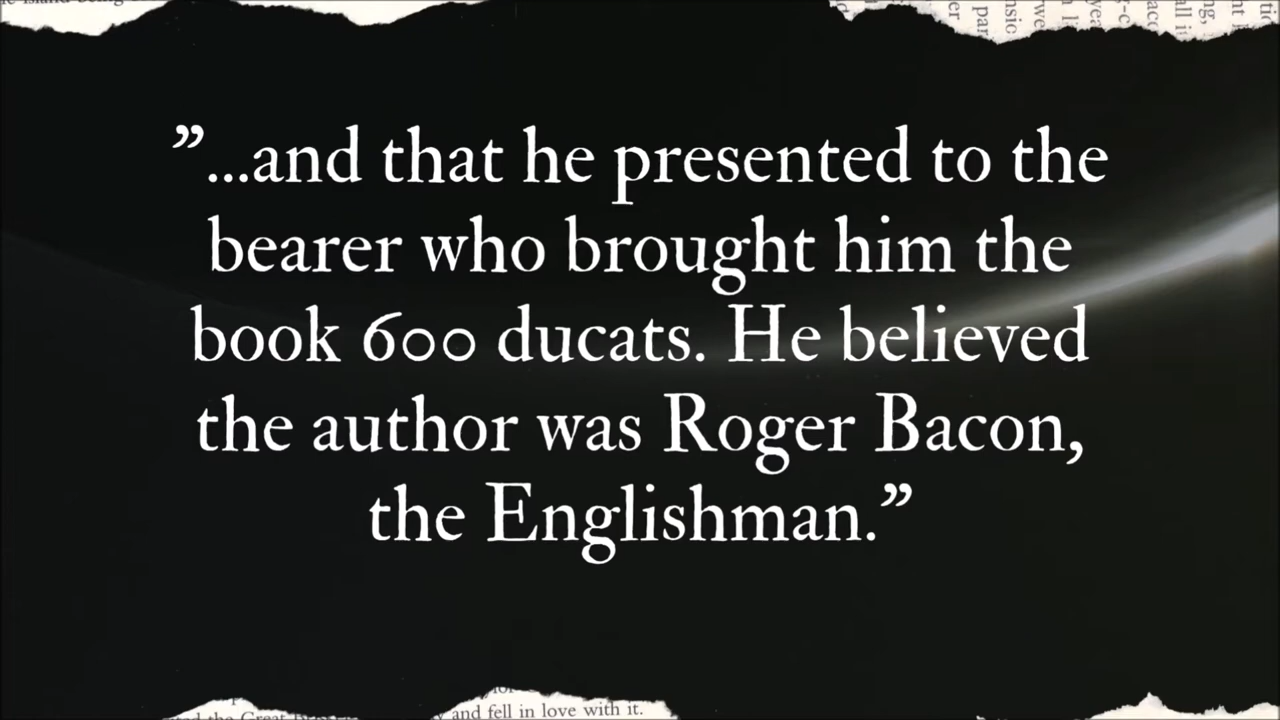 ”...and that he presented to the
bearer who brought him the
book 600 ducats. He believed
the author was Roger Bacon,
the Englishman.”
and fell in love with it.